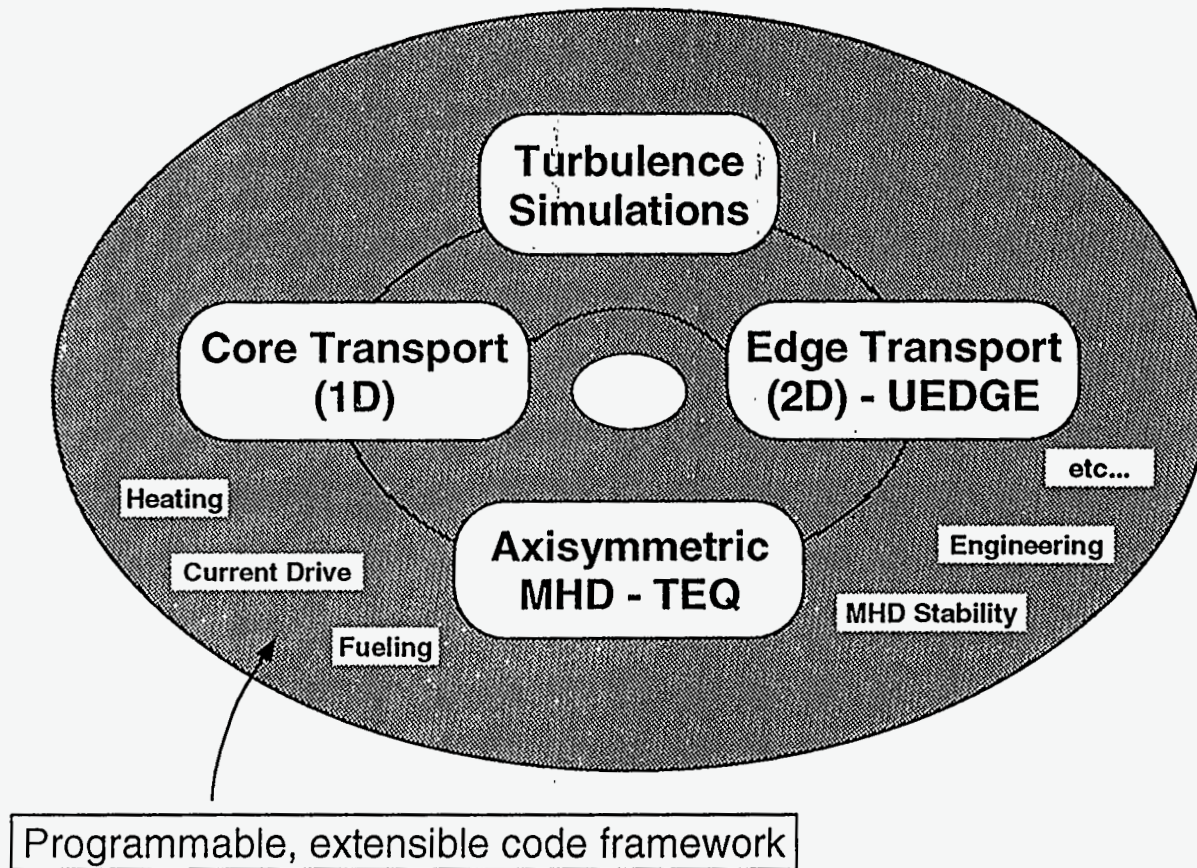 Turbulence
Simulations
Core Transport
(1D)
Edge Transport
(2D) - UEDGE
etc...
Heating
Engineering
Axisymmetric
MHD - TEQ
Current Drive
MHD Stability
Fueling
Programmable, extensible code framework